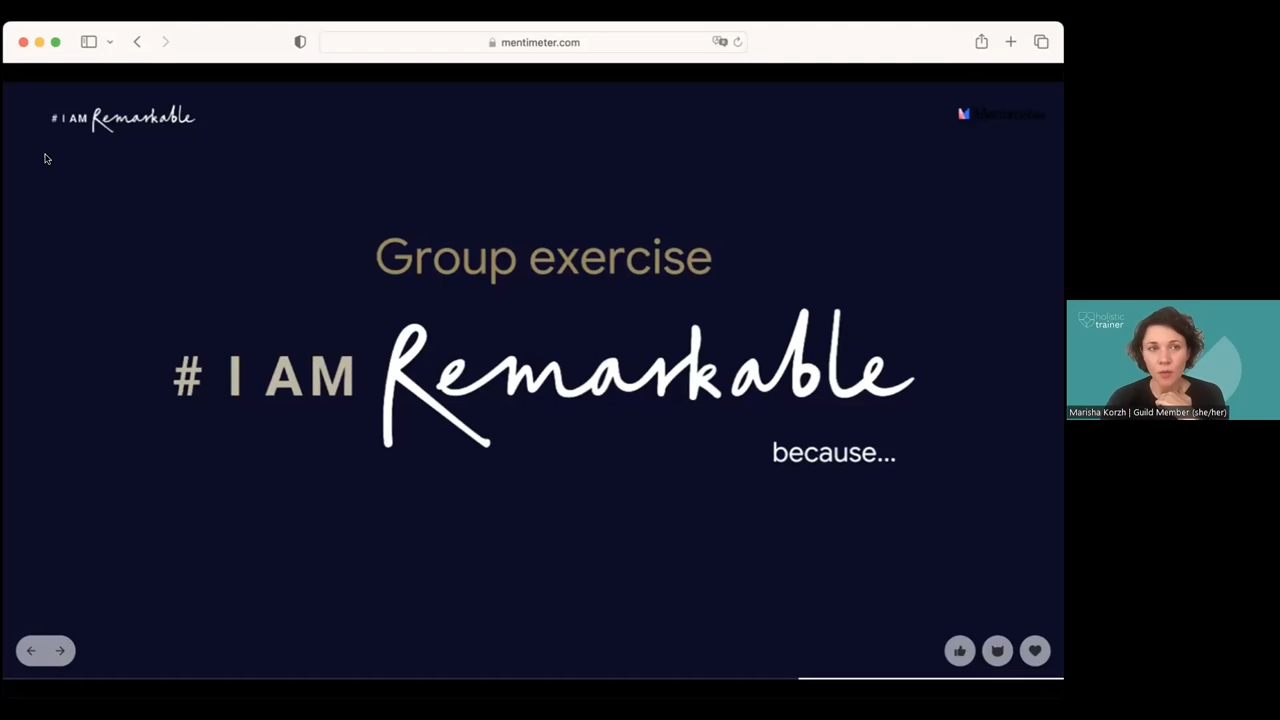 mentimeter.com
# I AM Remarkable
Group exercise
# I AM Remarkable
because...
holistic
trainer
Marisha Korzh | Guild Member (she/her)